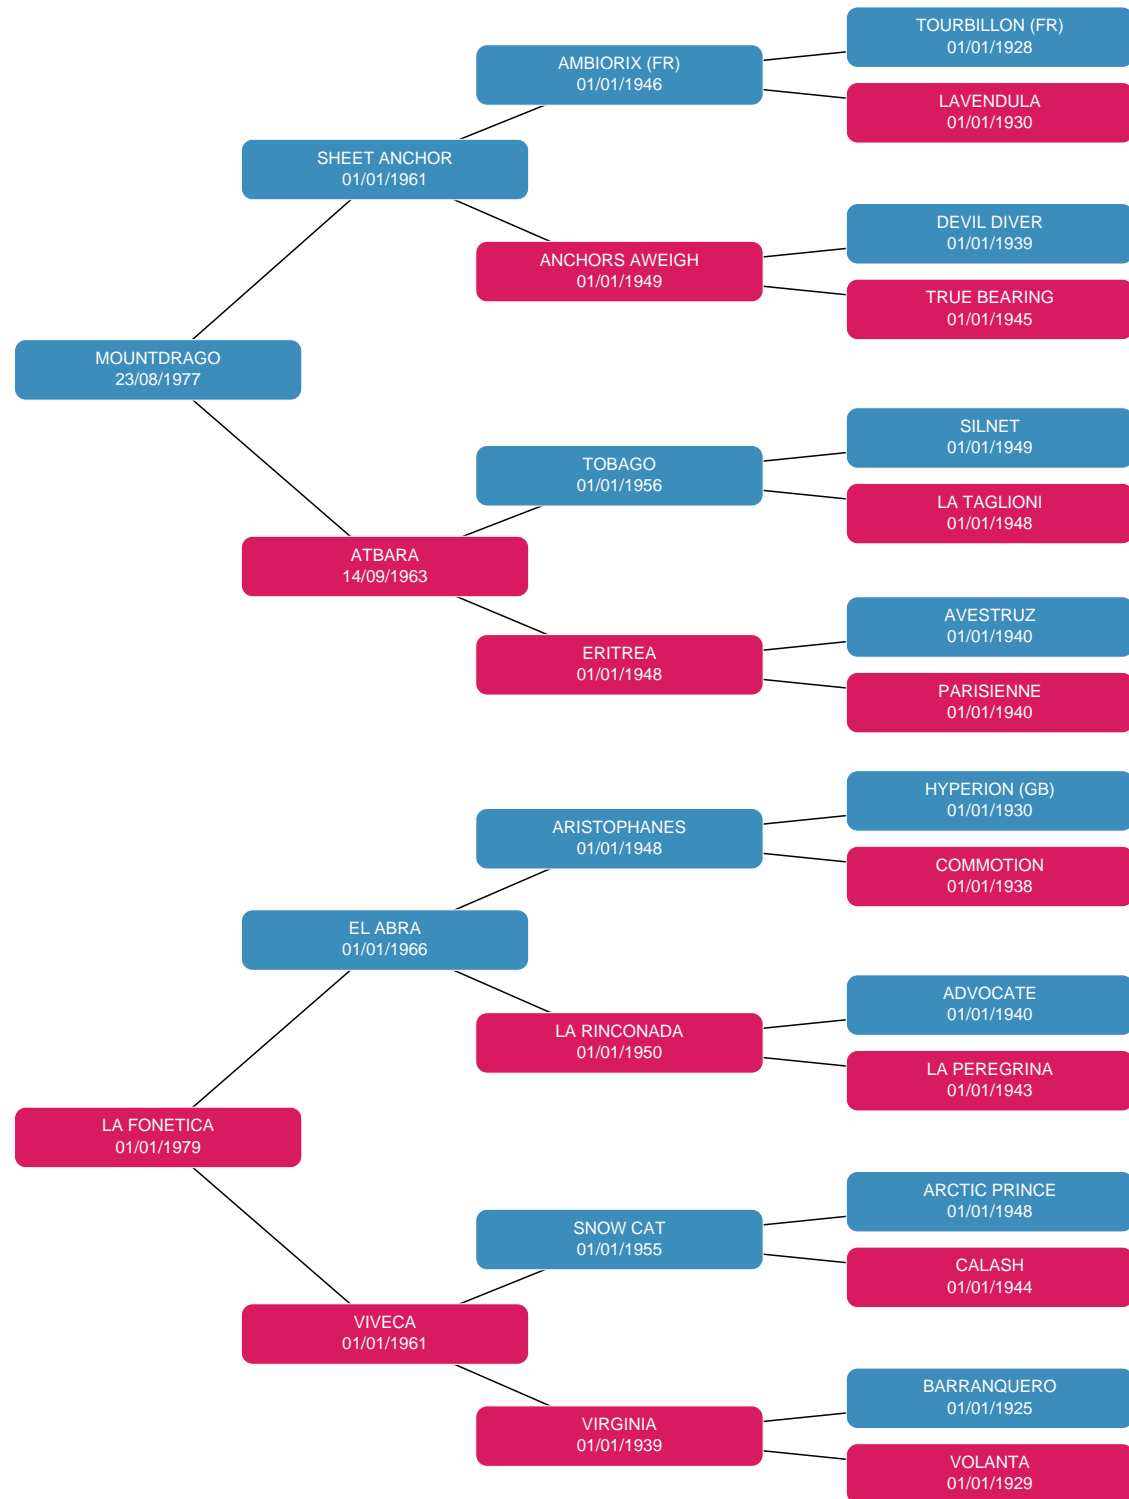 TOURBILLON (FR)
01/01/1928
AMBIORIX (FR)
01/01/1946
LAVENDULA
01/01/1930
SHEET ANCHOR
01/01/1961
DEVIL DIVER
01/01/1939
ANCHORS AWEIGH
01/01/1949
TRUE BEARING
01/01/1945
MOUNTDRAGO
23/08/1977
SILNET
01/01/1949
TOBAGO
01/01/1956
LA TAGLIONI
01/01/1948
ATBARA
14/09/1963
AVESTRUZ
01/01/1940
ERITREA
01/01/1948
PARISIENNE
01/01/1940
HYPERION (GB)
01/01/1930
ARISTOPHANES
01/01/1948
COMMOTION
01/01/1938
EL ABRA
01/01/1966
ADVOCATE
01/01/1940
LA RINCONADA
01/01/1950
LA PEREGRINA
01/01/1943
LA FONETICA
01/01/1979
ARCTIC PRINCE
01/01/1948
SNOW CAT
01/01/1955
CALASH
01/01/1944
VIVECA
01/01/1961
BARRANQUERO
01/01/1925
VIRGINIA
01/01/1939
VOLANTA
01/01/1929